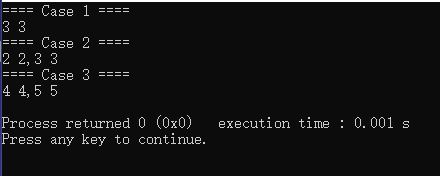 ==== Case 1 ====
3 3
==== Case 2 ====
2 2,3 3
==== Case 3 ====
4 4,5 5
Process returned 0 (0x0)   execution time : 0.001 s
Press any key to continue.